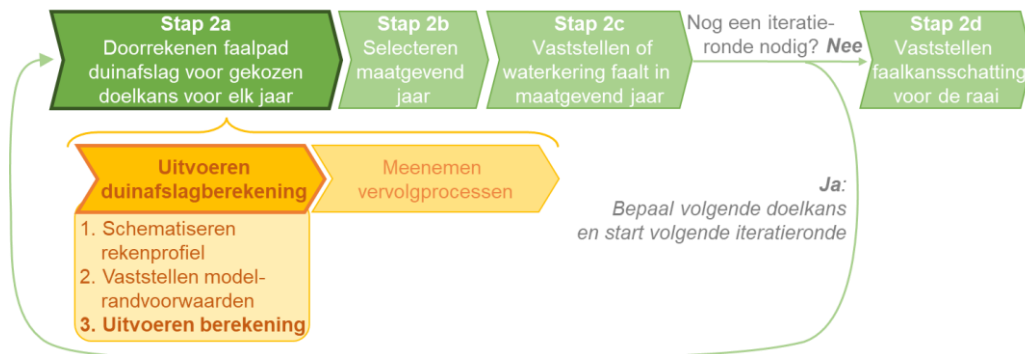 Stap 2a
Doorrekenen faalpad
duinafslag voor gekozen
doelkans voor elk jaar
Stap 2b
Selecteren
maatgevend
jaar
Stap 2c
Vaststellen of
waterkering faalt in
maatgevend jaar
Nog een iteratie-
ronde nodig? Nee
Stap 2d
Vaststellen
faalkansschatting
voor de raai
Uitvoeren
duinafslagberekening
Meenemen
vervolgprocessen
1. Schematiseren
rekenprofiel
2. Vaststellen model-
randvoorwaarden
3. Uitvoeren berekening
Ja:
Bepaal volgende doelkans
en start volgende iteratieronde